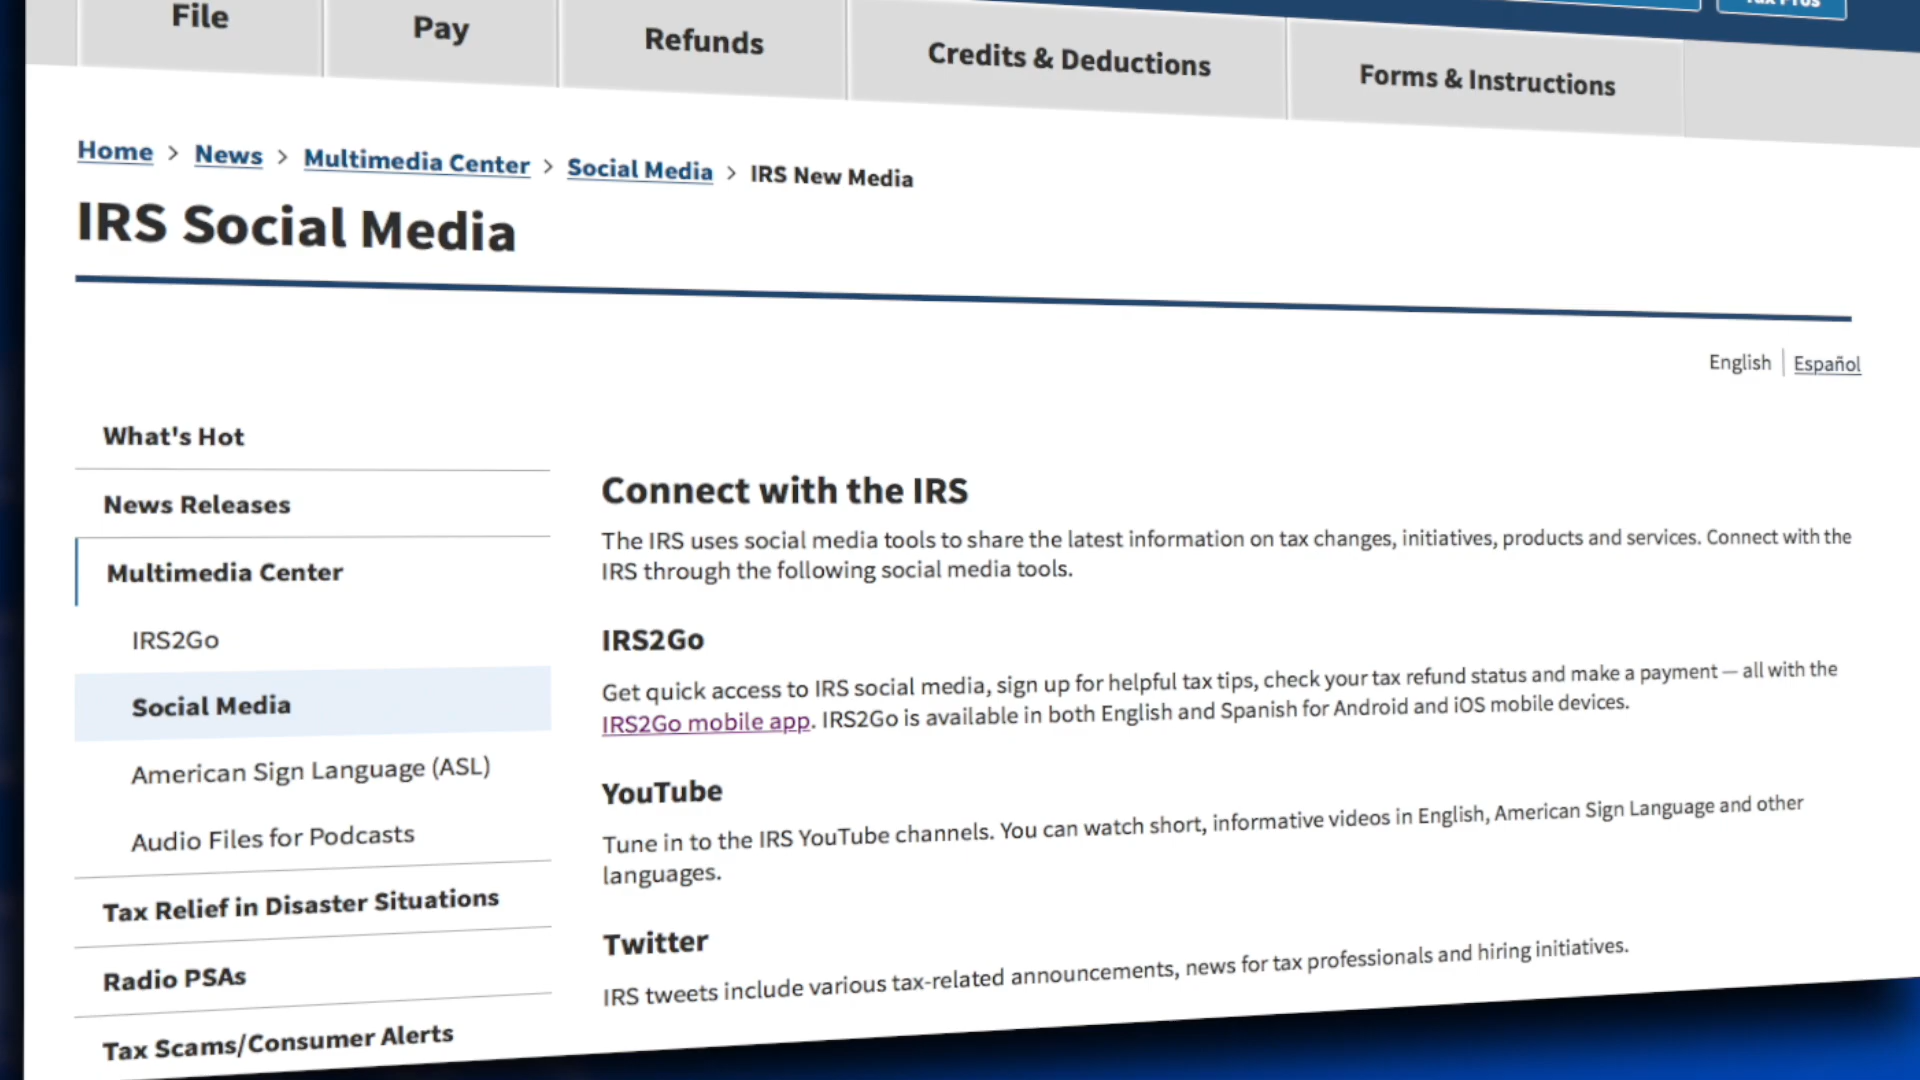 Tax Pros
File
Pay
Refunds
Credits & Deductions
Forms & Instructions
Home > News > Multimedia Center > Social Media > IRS New Media
IRS Social Media
English | Español
What's Hot
News Releases
Multimedia Center
IRS2Go
Social Media
American Sign Language (ASL)
Audio Files for Podcasts
Tax Relief in Disaster Situations
Radio PSAs
Tax Scams/Consumer Alerts
Connect with the IRS
The IRS uses social media tools to share the latest information on tax changes, initiatives, products and services. Connect with the
IRS through the following social media tools.
IRS2Go
Get quick access to IRS social media, sign up for helpful tax tips, check your tax refund status and make a payment — all with the
IRS2Go mobile app. IRS2Go is available in both English and Spanish for Android and iOS mobile devices.
YouTube
Tune in to the IRS YouTube channels. You can watch short, informative videos in English, American Sign Language and other
languages.
Twitter
IRS tweets include various tax-related announcements, news for tax professionals and hiring initiatives.